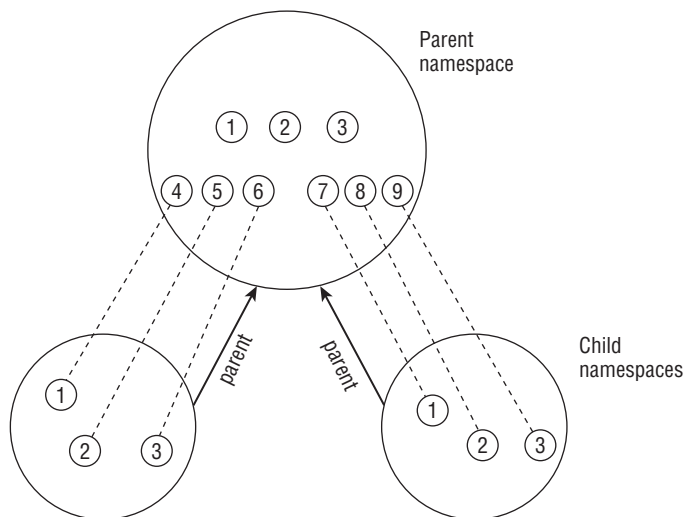 Parent
namespace
1 2 3
4 5 6 7 8 9
parent
parent
Child
namespaces
1
2 3
1
2 3